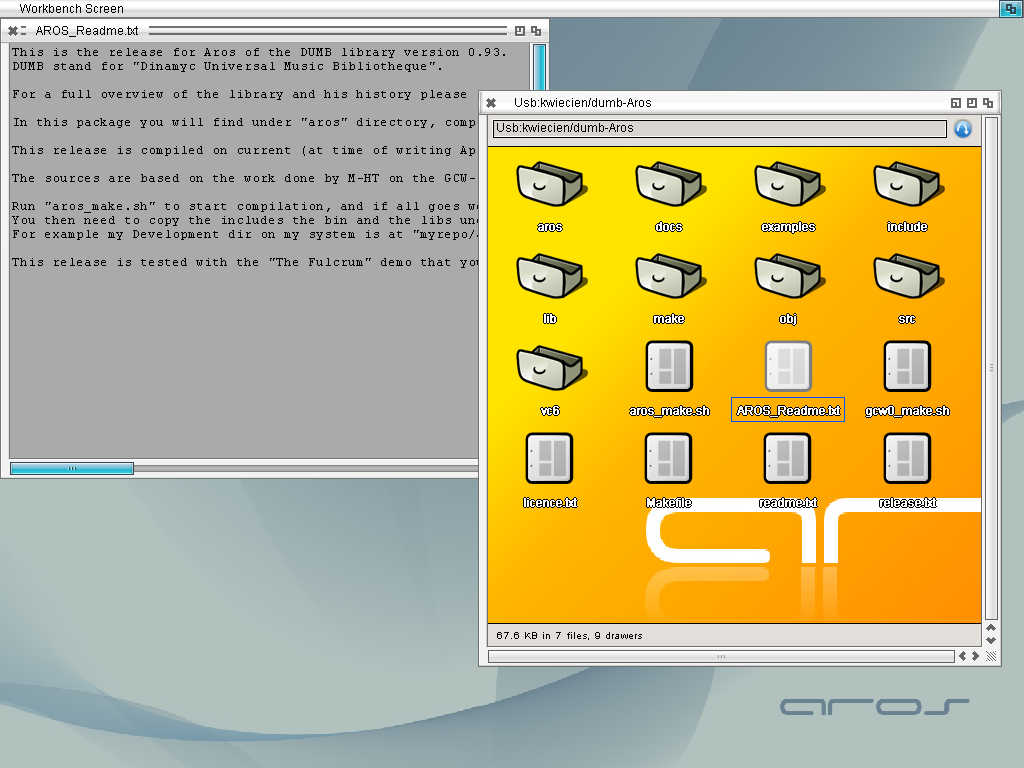 Workbench Screen
AROS_Readme.txt
This is the release for Aros of the DUMB library version 0.93.
DUMB stand for "Dinamyc Universal Music Bibliotheque".
For a full overview of the library and his history please
In this package you will find under "aros" directory, comp
This release is compiled on current (at time of writing Ap
The sources are based on the work done by M-HT on the GCW-
Run "aros_make.sh" to start compilation, and if all goes we
You then need to copy the includes the bin and the libs und
For example my Development dir on my system is at "myrepo/
This release is tested with the "The Fulcrum" demo that you
Usb:kwiecien/dumb-Aros
Usb:kwiecien/dumb-Aros
aros docs examples include
lib make obj src
vc6 aros_make.sh AROS_Readme.txt gcw0_make.sh
licence.txt Makefile readme.txt release.txt
67.6 KB in 7 files, 9 drawers
aros